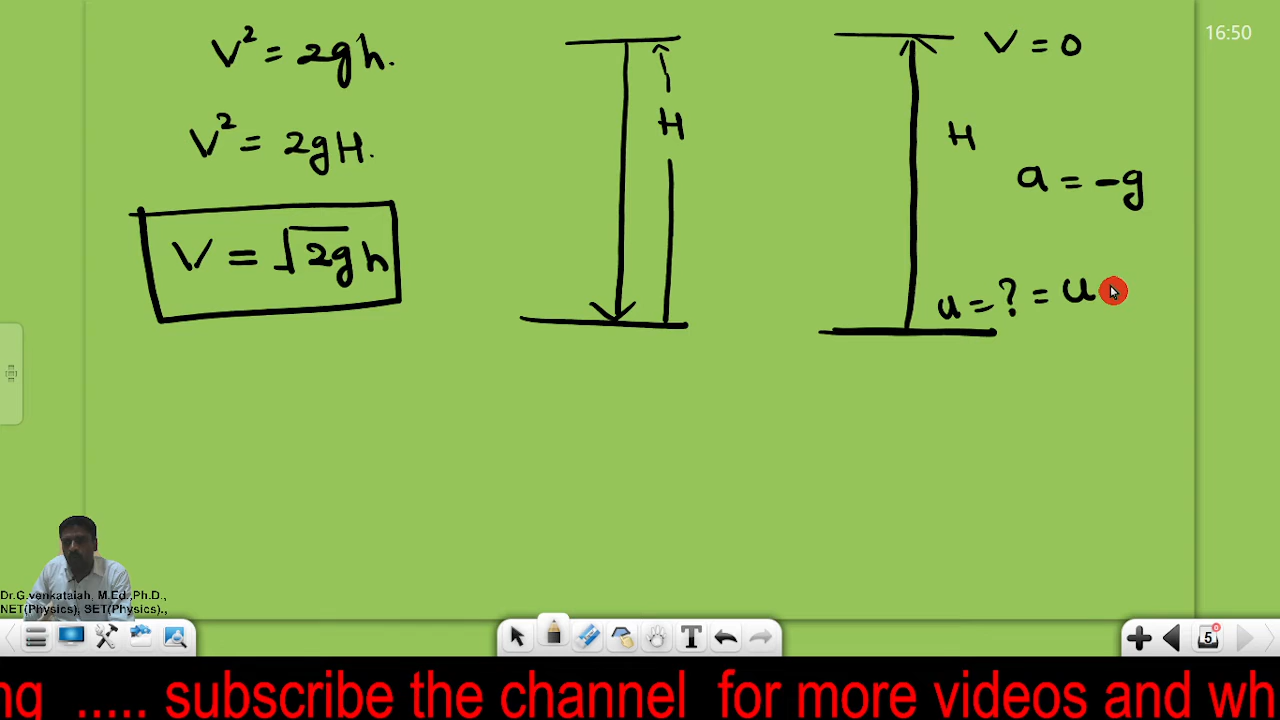 16:50
V² = 2gh.
V² = 2gH.
V = √2gh
H
V = 0
H
a = -g
u = ? = u
Dr.G.venkataiah, M.Ed.,Ph.D.,
NET(Physics), SET(Physics).,
T
5
0
ng ..... subscribe the channel for more videos and wh